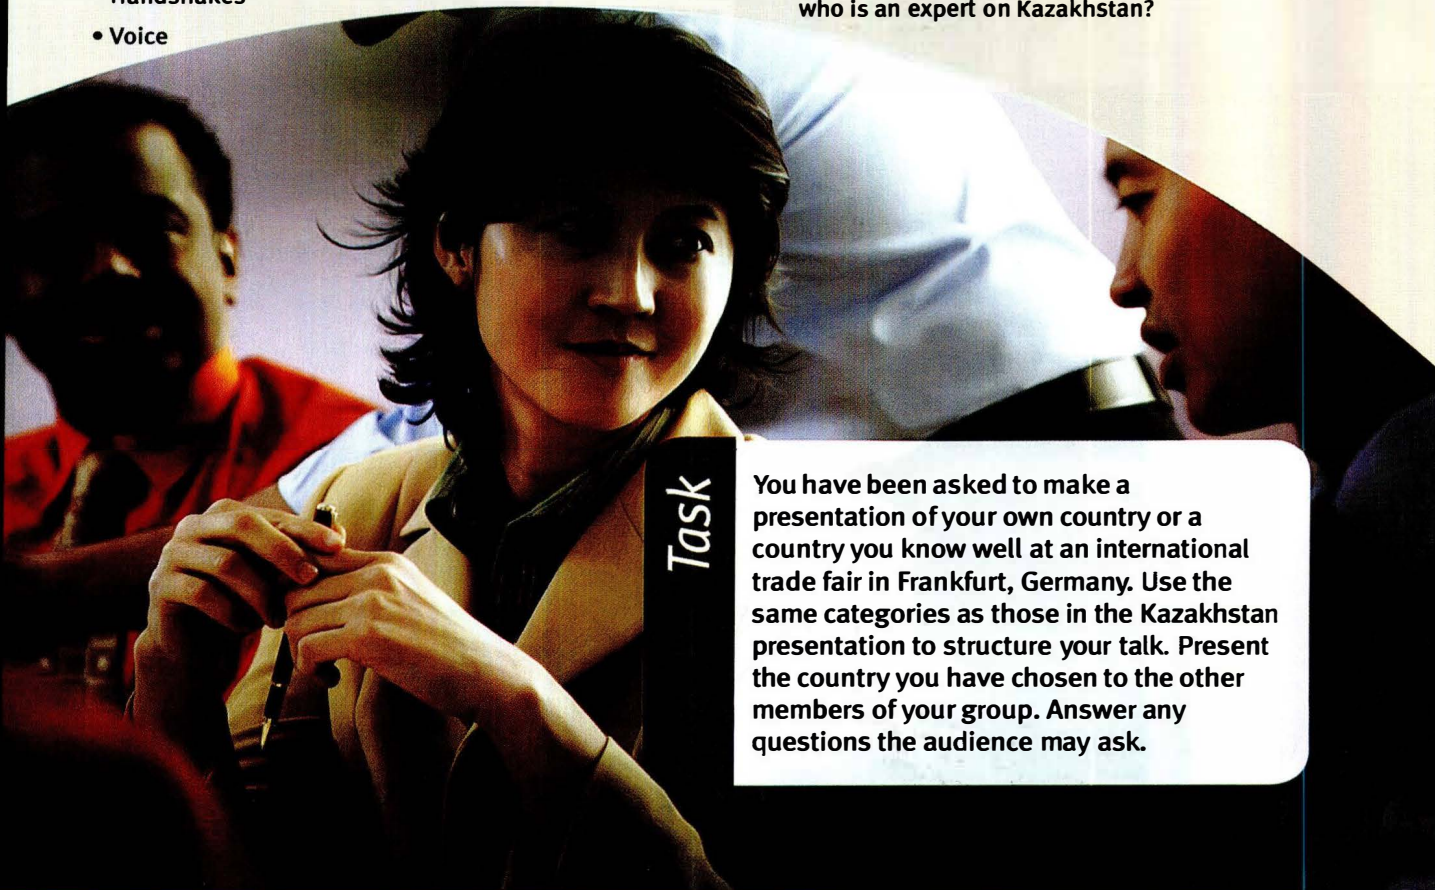 Handshakes
• Voice
who is an expert on Kazakhstan?
Task
You have been asked to make a
presentation of your own country or a
country you know well at an international
trade fair in Frankfurt, Germany. Use the
same categories as those in the Kazakhstan
presentation to structure your talk. Present
the country you have chosen to the other
members of your group. Answer any
questions the audience may ask.